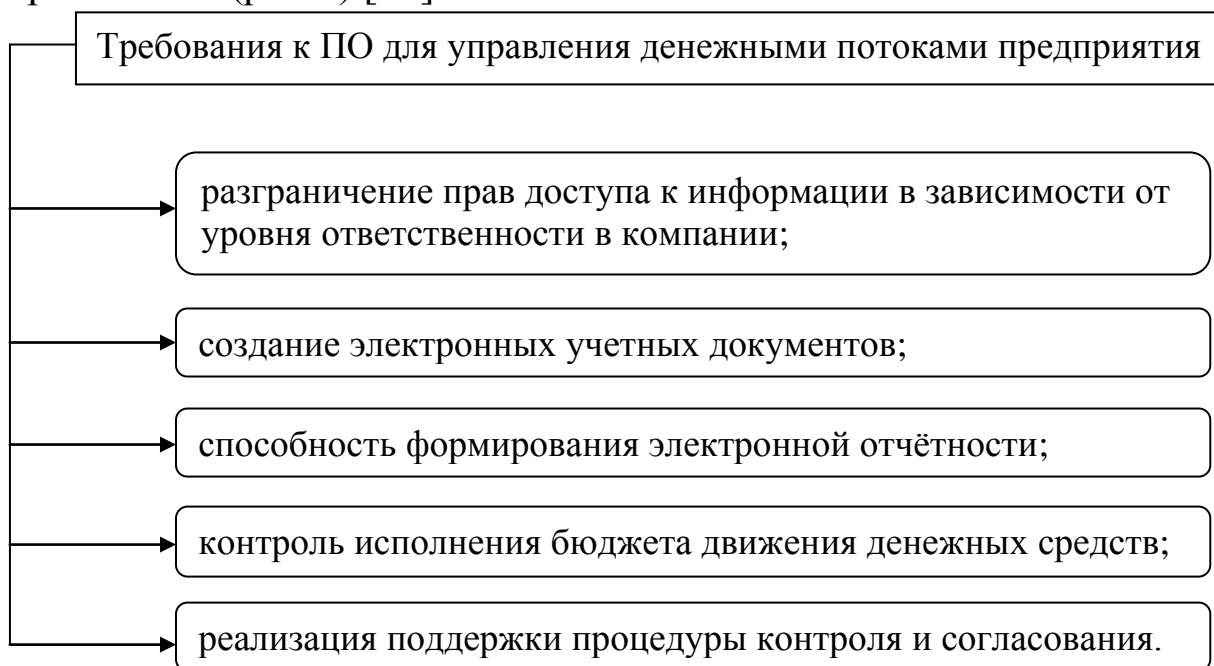 Требования к ПО для управления денежными потоками предприятия
разграничение прав доступа к информации в зависимости от
уровня ответственности в компании;
создание электронных учетных документов;
способность формирования электронной отчётности;
контроль исполнения бюджета движения денежных средств;
реализация поддержки процедуры контроля и согласования.